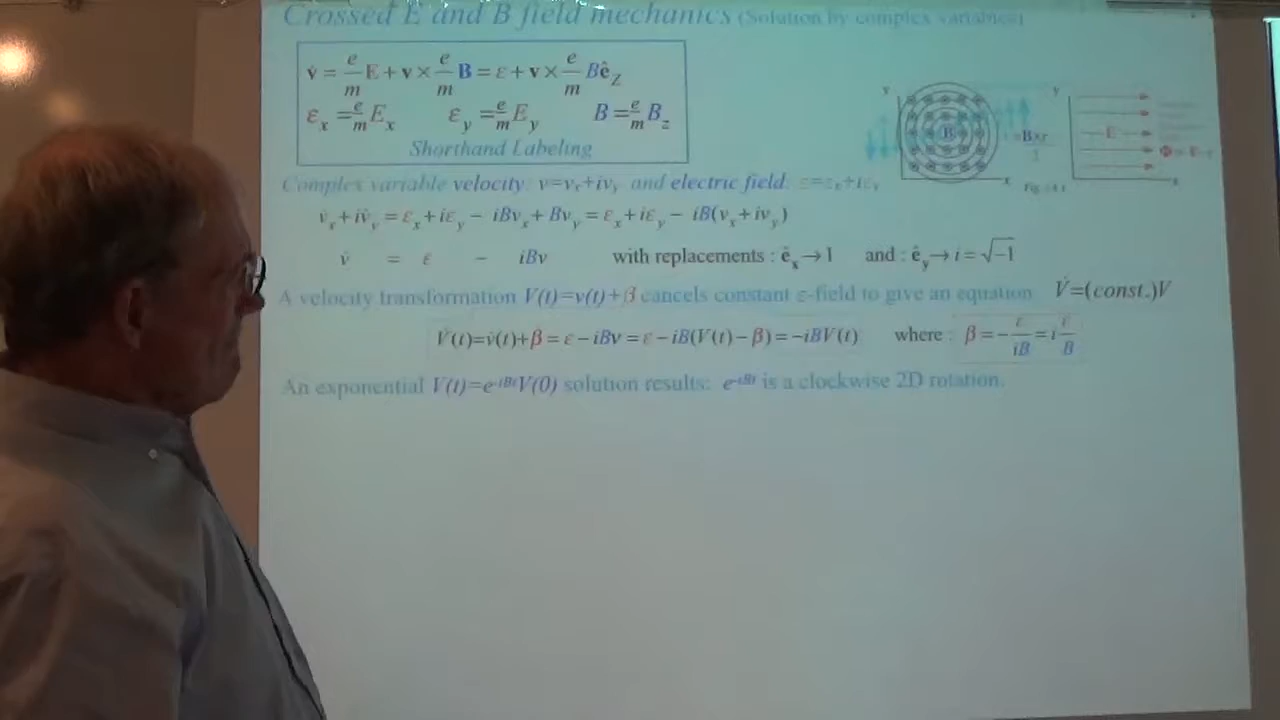 Crossed E and B field mechanics (Solution by complex variables)
v̇ = e/m E + v × e/m B = ε + v × e/m Bê_Z
ε_x = e/m E_x   ε_y = e/m E_y   B = e/m B_z
Shorthand Labeling
y
B
x
y
E
x
Complex variable velocity: v=v_x+iv_y and electric field: ε=ε_x+iε_y
v̇_x+iv̇_y = ε_x+iε_y − iBv_x+Bv_y = ε_x+iε_y − iB(v_x+iv_y)
v̇ = ε − iBv   with replacements : ê_x→1   and : ê_y→i=√−1
A velocity transformation V(t)=v(t)+β cancels constant ε-field to give an equation V̇=(const.)V
V̇(t)=v̇(t)+β̇ = ε − iBv = ε − iB(V(t)−β) = −iBV(t)   where : β=−ε/iB=iε/B
An exponential V(t)=e^-iBt V(0) solution results: e^-iBt is a clockwise 2D rotation.